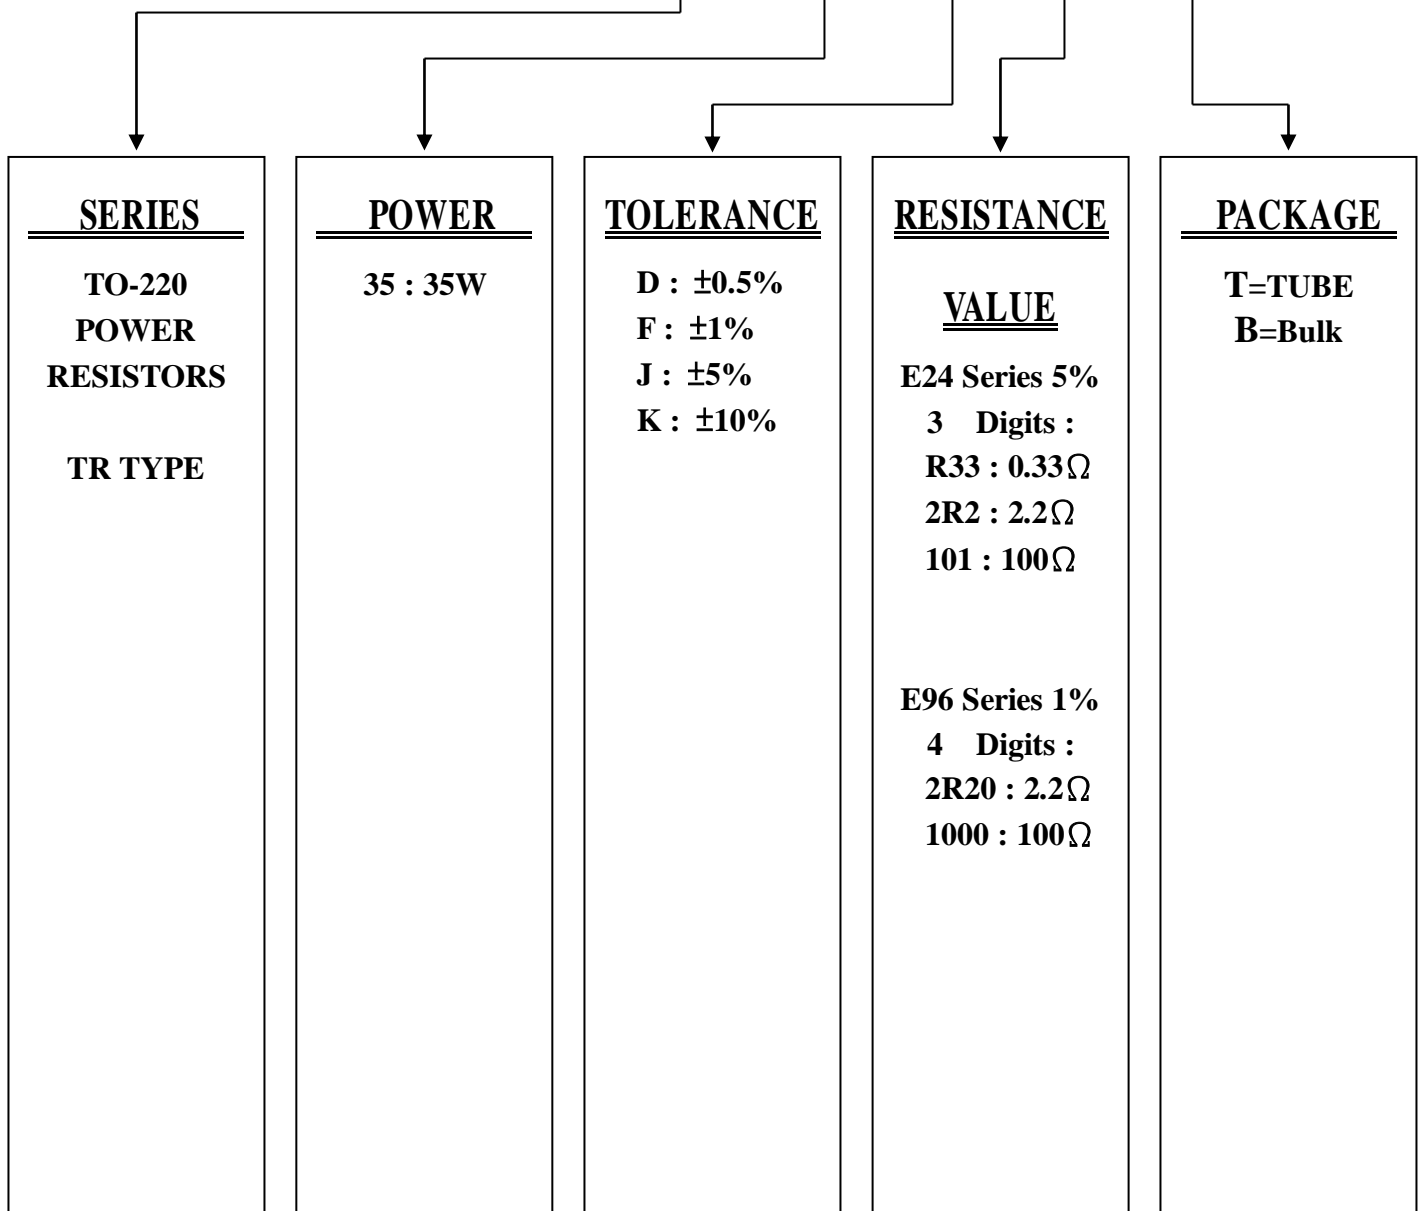 SERIES
TO-220
POWER
RESISTORS
TR TYPE
POWER
35 : 35W
TOLERANCE
D : ±0.5%
F : ±1%
J : ±5%
K : ±10%
RESISTANCE
VALUE
E24 Series 5%
3 Digits :
R33 : 0.33Ω
2R2 : 2.2Ω
101 : 100Ω
E96 Series 1%
4 Digits :
2R20 : 2.2Ω
1000 : 100Ω
PACKAGE
T=TUBE
B=Bulk